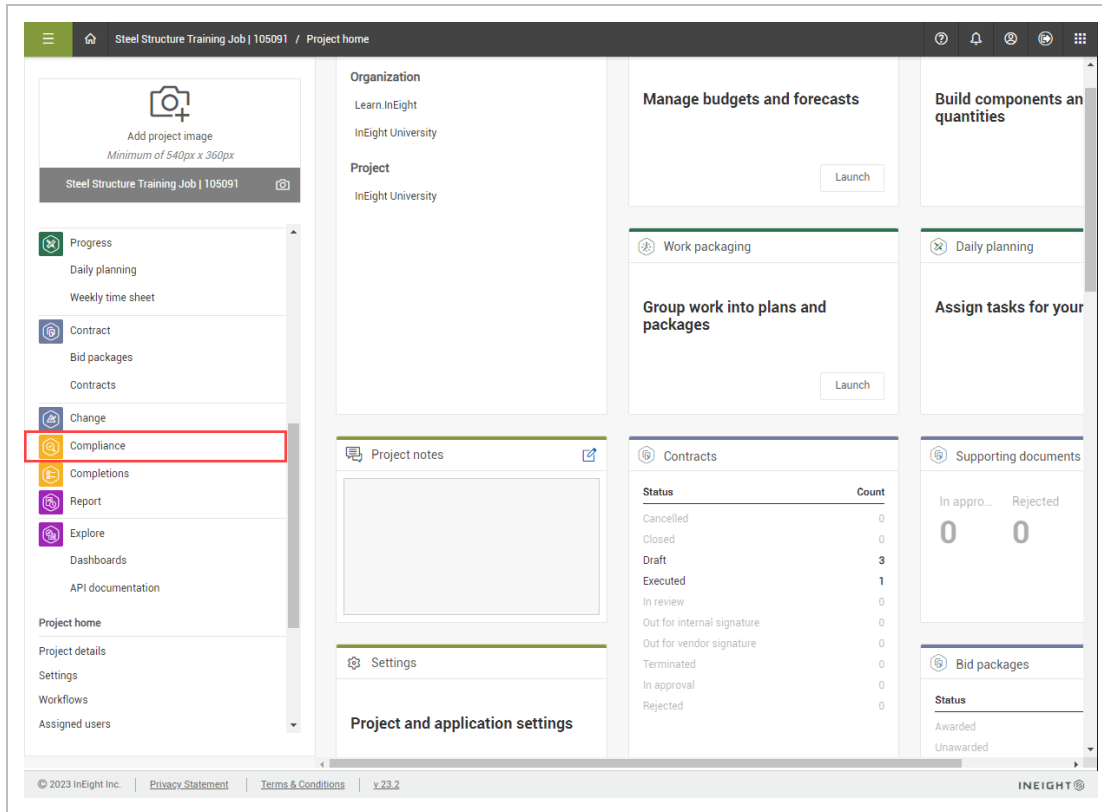 Steel Structure Training Job | 105091 / Project home
Add project image
Minimum of 540px x 360px
Steel Structure Training Job | 105091
Progress
Daily planning
Weekly time sheet
Contract
Bid packages
Contracts
Change
Compliance
Completions
Report
Explore
Dashboards
API documentation
Project home
Project details
Settings
Workflows
Assigned users
Organization
Learn.InEight
InEight University
Project
InEight University
Manage budgets and forecasts
Launch
Build components an
quantities
Work packaging
Group work into plans and
packages
Launch
Daily planning
Assign tasks for your
Project notes
Contracts
Status Count
Cancelled 0
Closed 0
Draft 3
Executed 1
In review 0
Out for internal signature 0
Out for vendor signature 0
Terminated 0
In approval 0
Rejected 0
Supporting documents
In appro... Rejected
0 0
Settings
Project and application settings
Bid packages
Status
Awarded
Unawarded
© 2023 InEight Inc. Privacy Statement Terms & Conditions v 23.2
INEIGHT